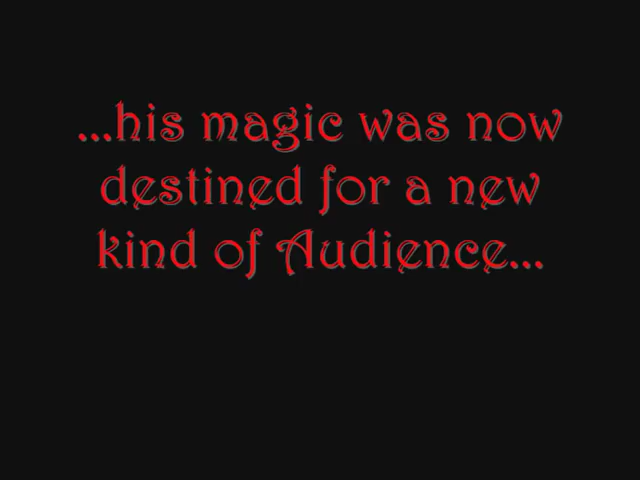 ...his magic was now
destined for a new
kind of Audience...